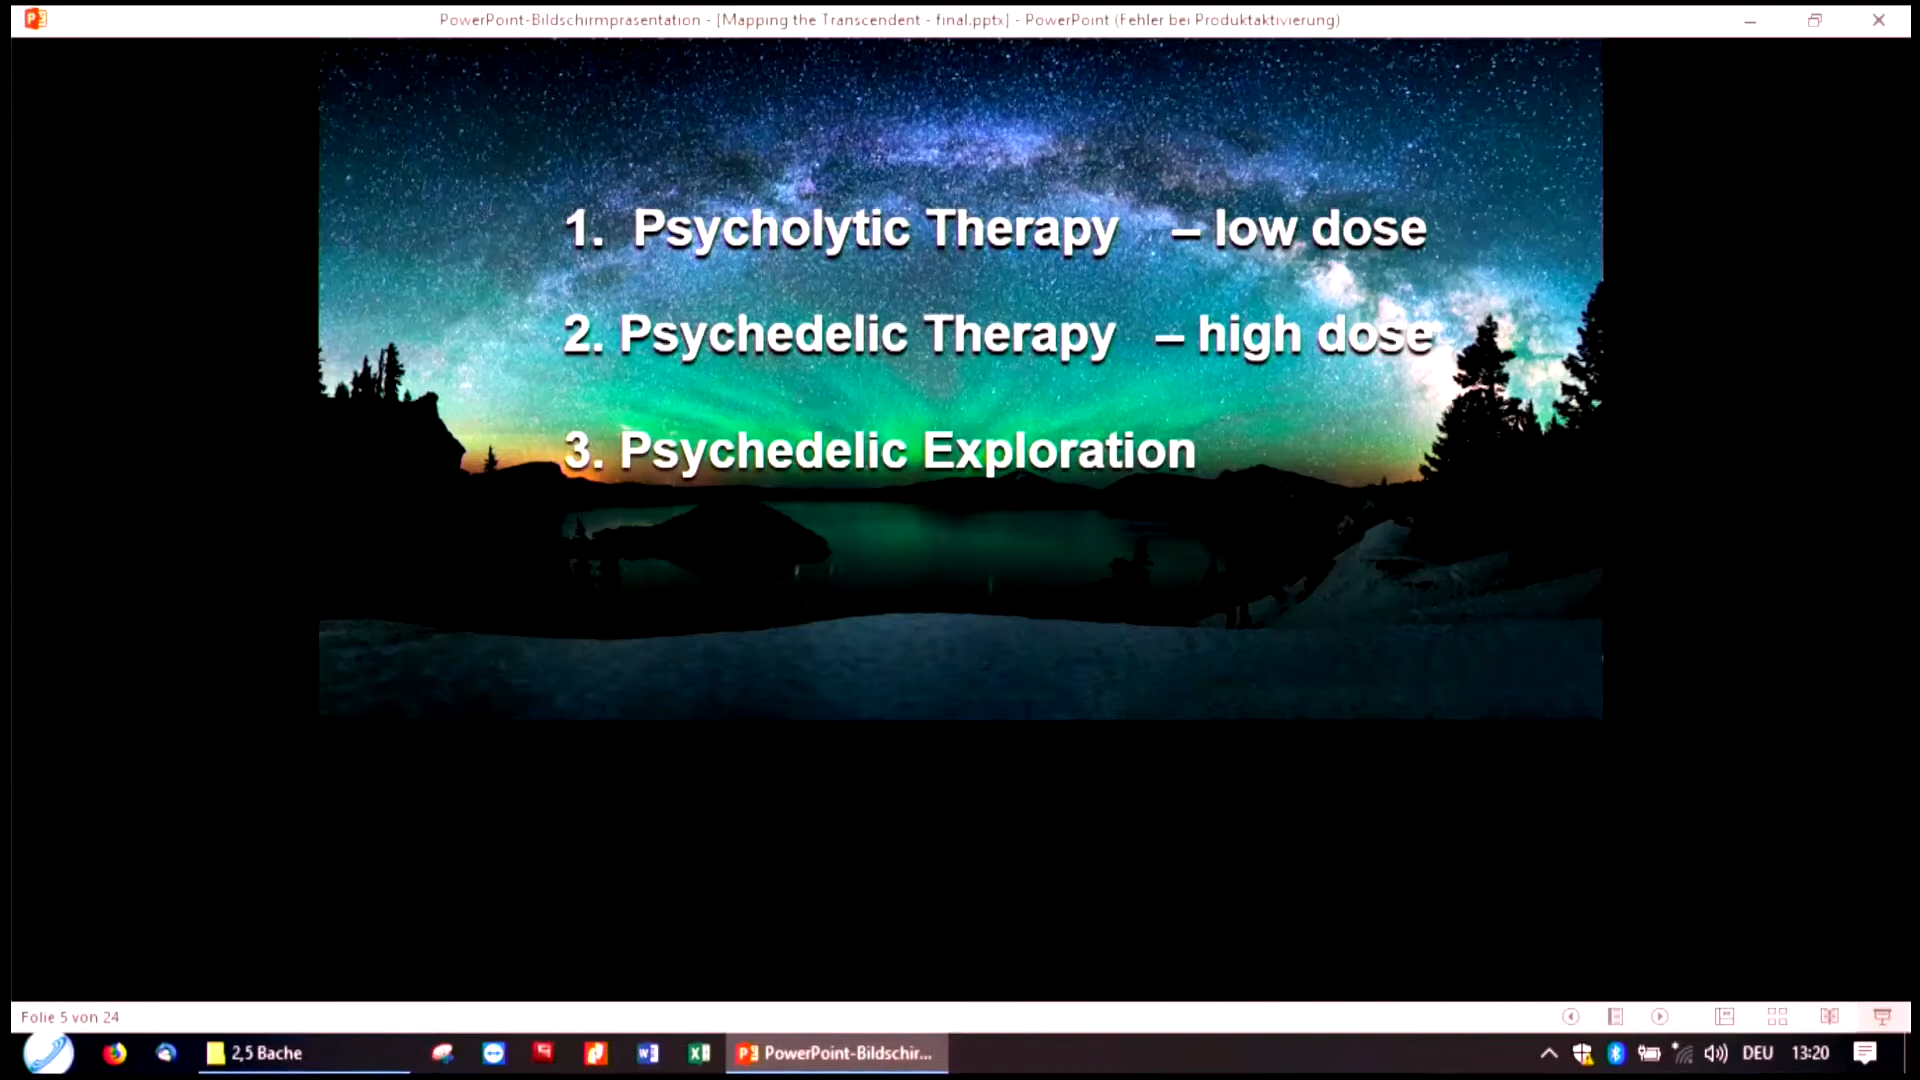 PowerPoint-Bildschirmpräsentation - [Mapping the Transcendent - final.pptx] - PowerPoint (Fehler bei Produktaktivierung)
1. Psycholytic Therapy – low dose
2. Psychedelic Therapy – high dose
3. Psychedelic Exploration
Folie 5 von 24
2,5 Bache
PowerPoint-Bildschir...
DEU
13:20